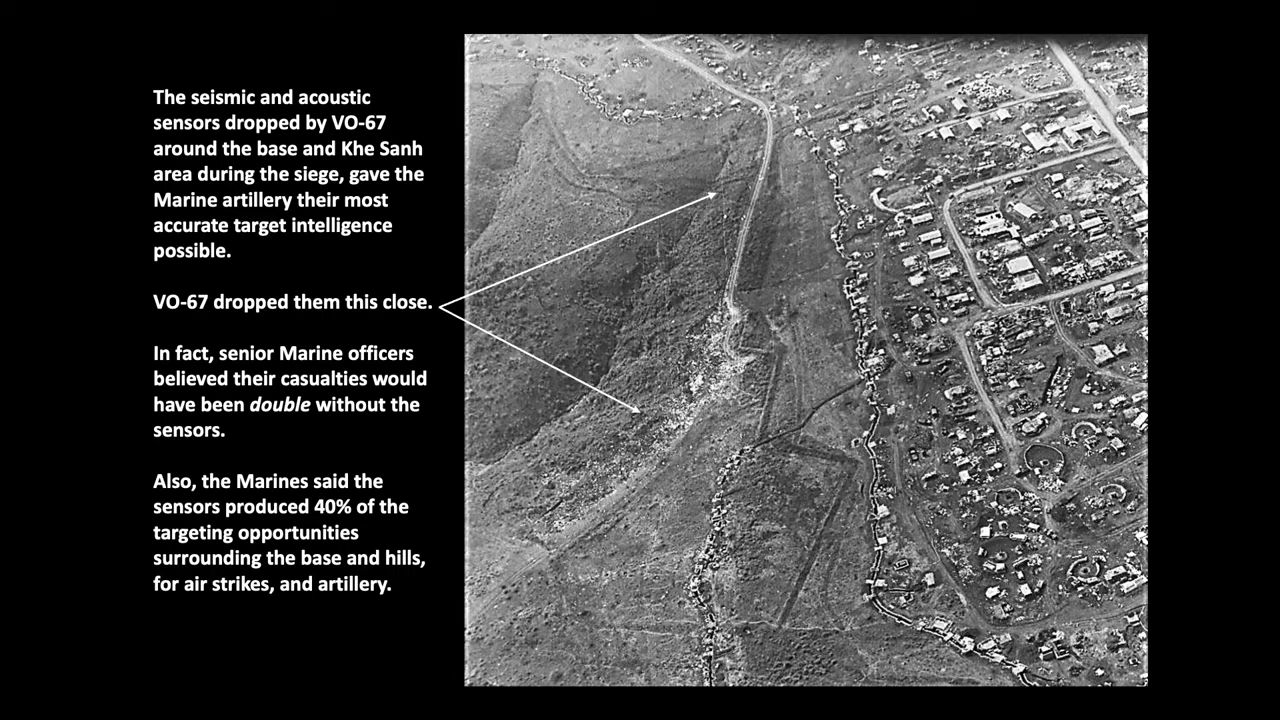 The seismic and acoustic
sensors dropped by VO-67
around the base and Khe Sanh
area during the siege, gave the
Marine artillery their most
accurate target intelligence
possible.
VO-67 dropped them this close.
In fact, senior Marine officers
believed their casualties would
have been double without the
sensors.
Also, the Marines said the
sensors produced 40% of the
targeting opportunities
surrounding the base and hills,
for air strikes, and artillery.